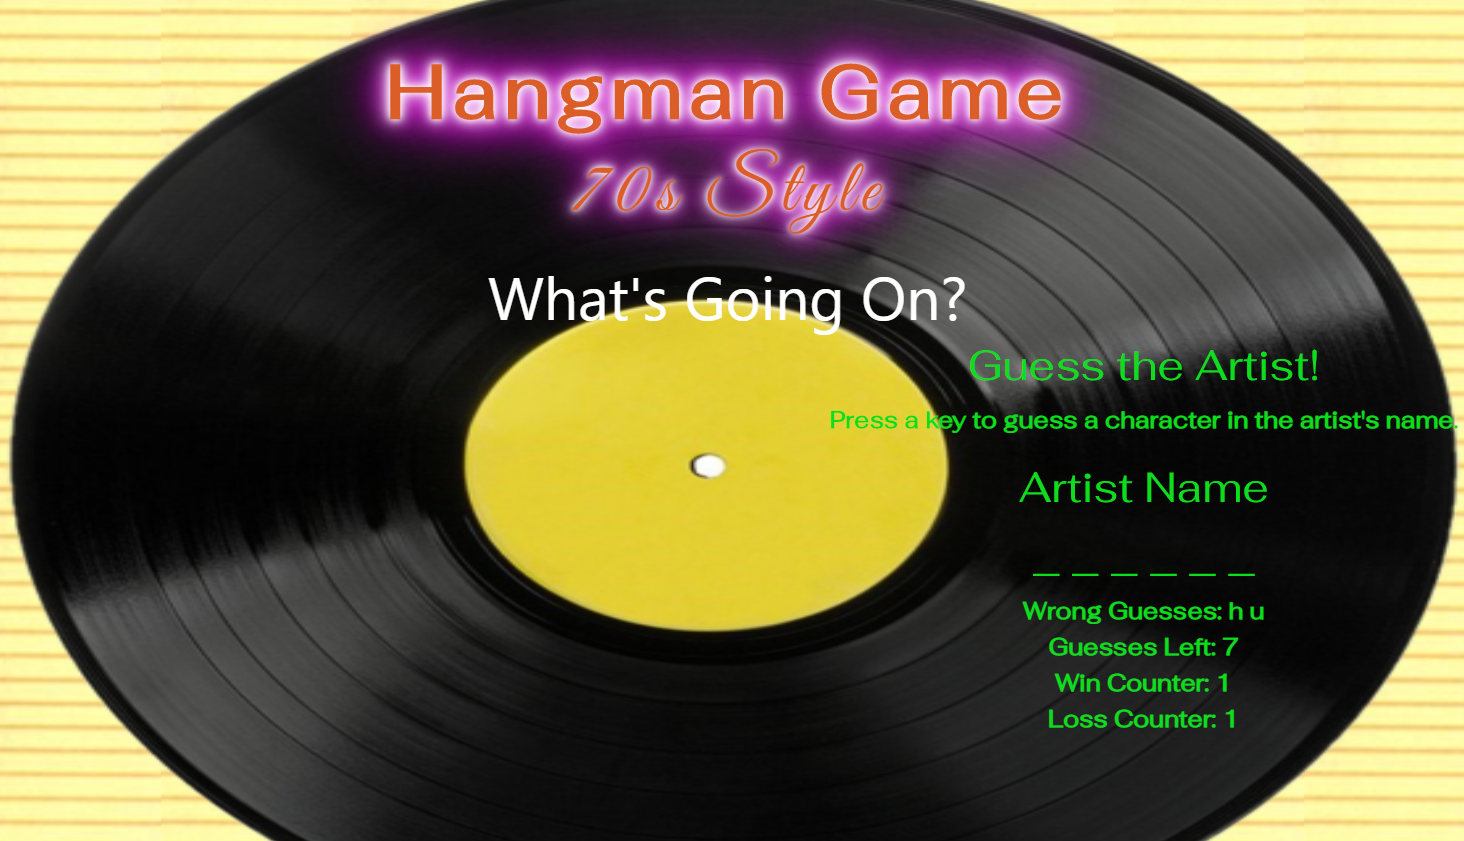 Hangman Game
70s Style
What's Going On?
Guess the Artist!
Press a key to guess a character in the artist's name.
Artist Name
_ _ _ _ _ _
Wrong Guesses: h u
Guesses Left: 7
Win Counter: 1
Loss Counter: 1